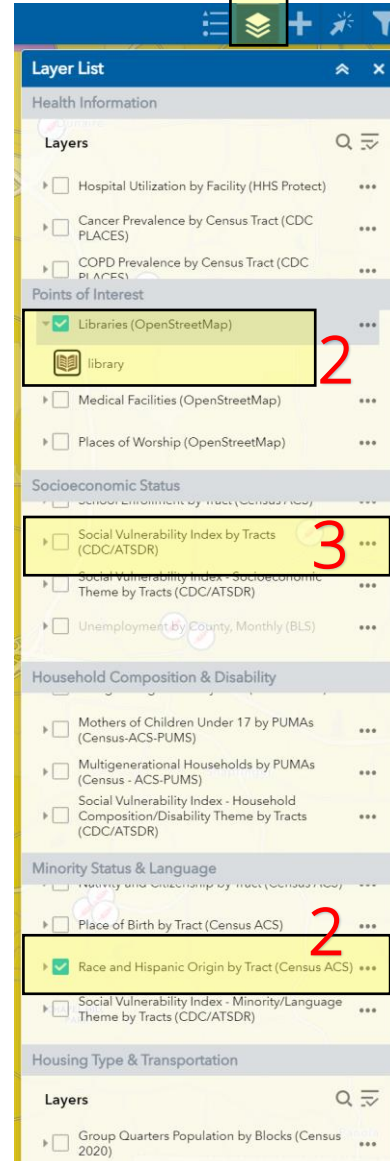 Layer List
Health Information
Layers
Hospital Utilization by Facility (HHS Protect)
Cancer Prevalence by Census Tract (CDC
PLACES)
COPD Prevalence by Census Tract (CDC
PLACES)
Points of Interest
Libraries (OpenStreetMap)
2
library
Medical Facilities (OpenStreetMap)
Places of Worship (OpenStreetMap)
Socioeconomic Status
School Enrollment by Tract (Census ACS)
Social Vulnerability Index by Tracts
(CDC/ATSDR)
3
Social Vulnerability Index - Socioeconomic
Theme by Tracts (CDC/ATSDR)
Unemployment by County, Monthly (BLS)
Household Composition & Disability
Mothers of Children Under 17 by PUMAs
(Census-ACS-PUMS)
Multigenerational Households by PUMAs
(Census - ACS-PUMS)
Social Vulnerability Index - Household
Composition/Disability Theme by Tracts
(CDC/ATSDR)
Minority Status & Language
Nativity and Citizenship by Tract (Census ACS)
Place of Birth by Tract (Census ACS)
2
Race and Hispanic Origin by Tract (Census ACS)
Social Vulnerability Index - Minority/Language
Theme by Tracts (CDC/ATSDR)
Housing Type & Transportation
Layers
Group Quarters Population by Blocks (Census
2020)